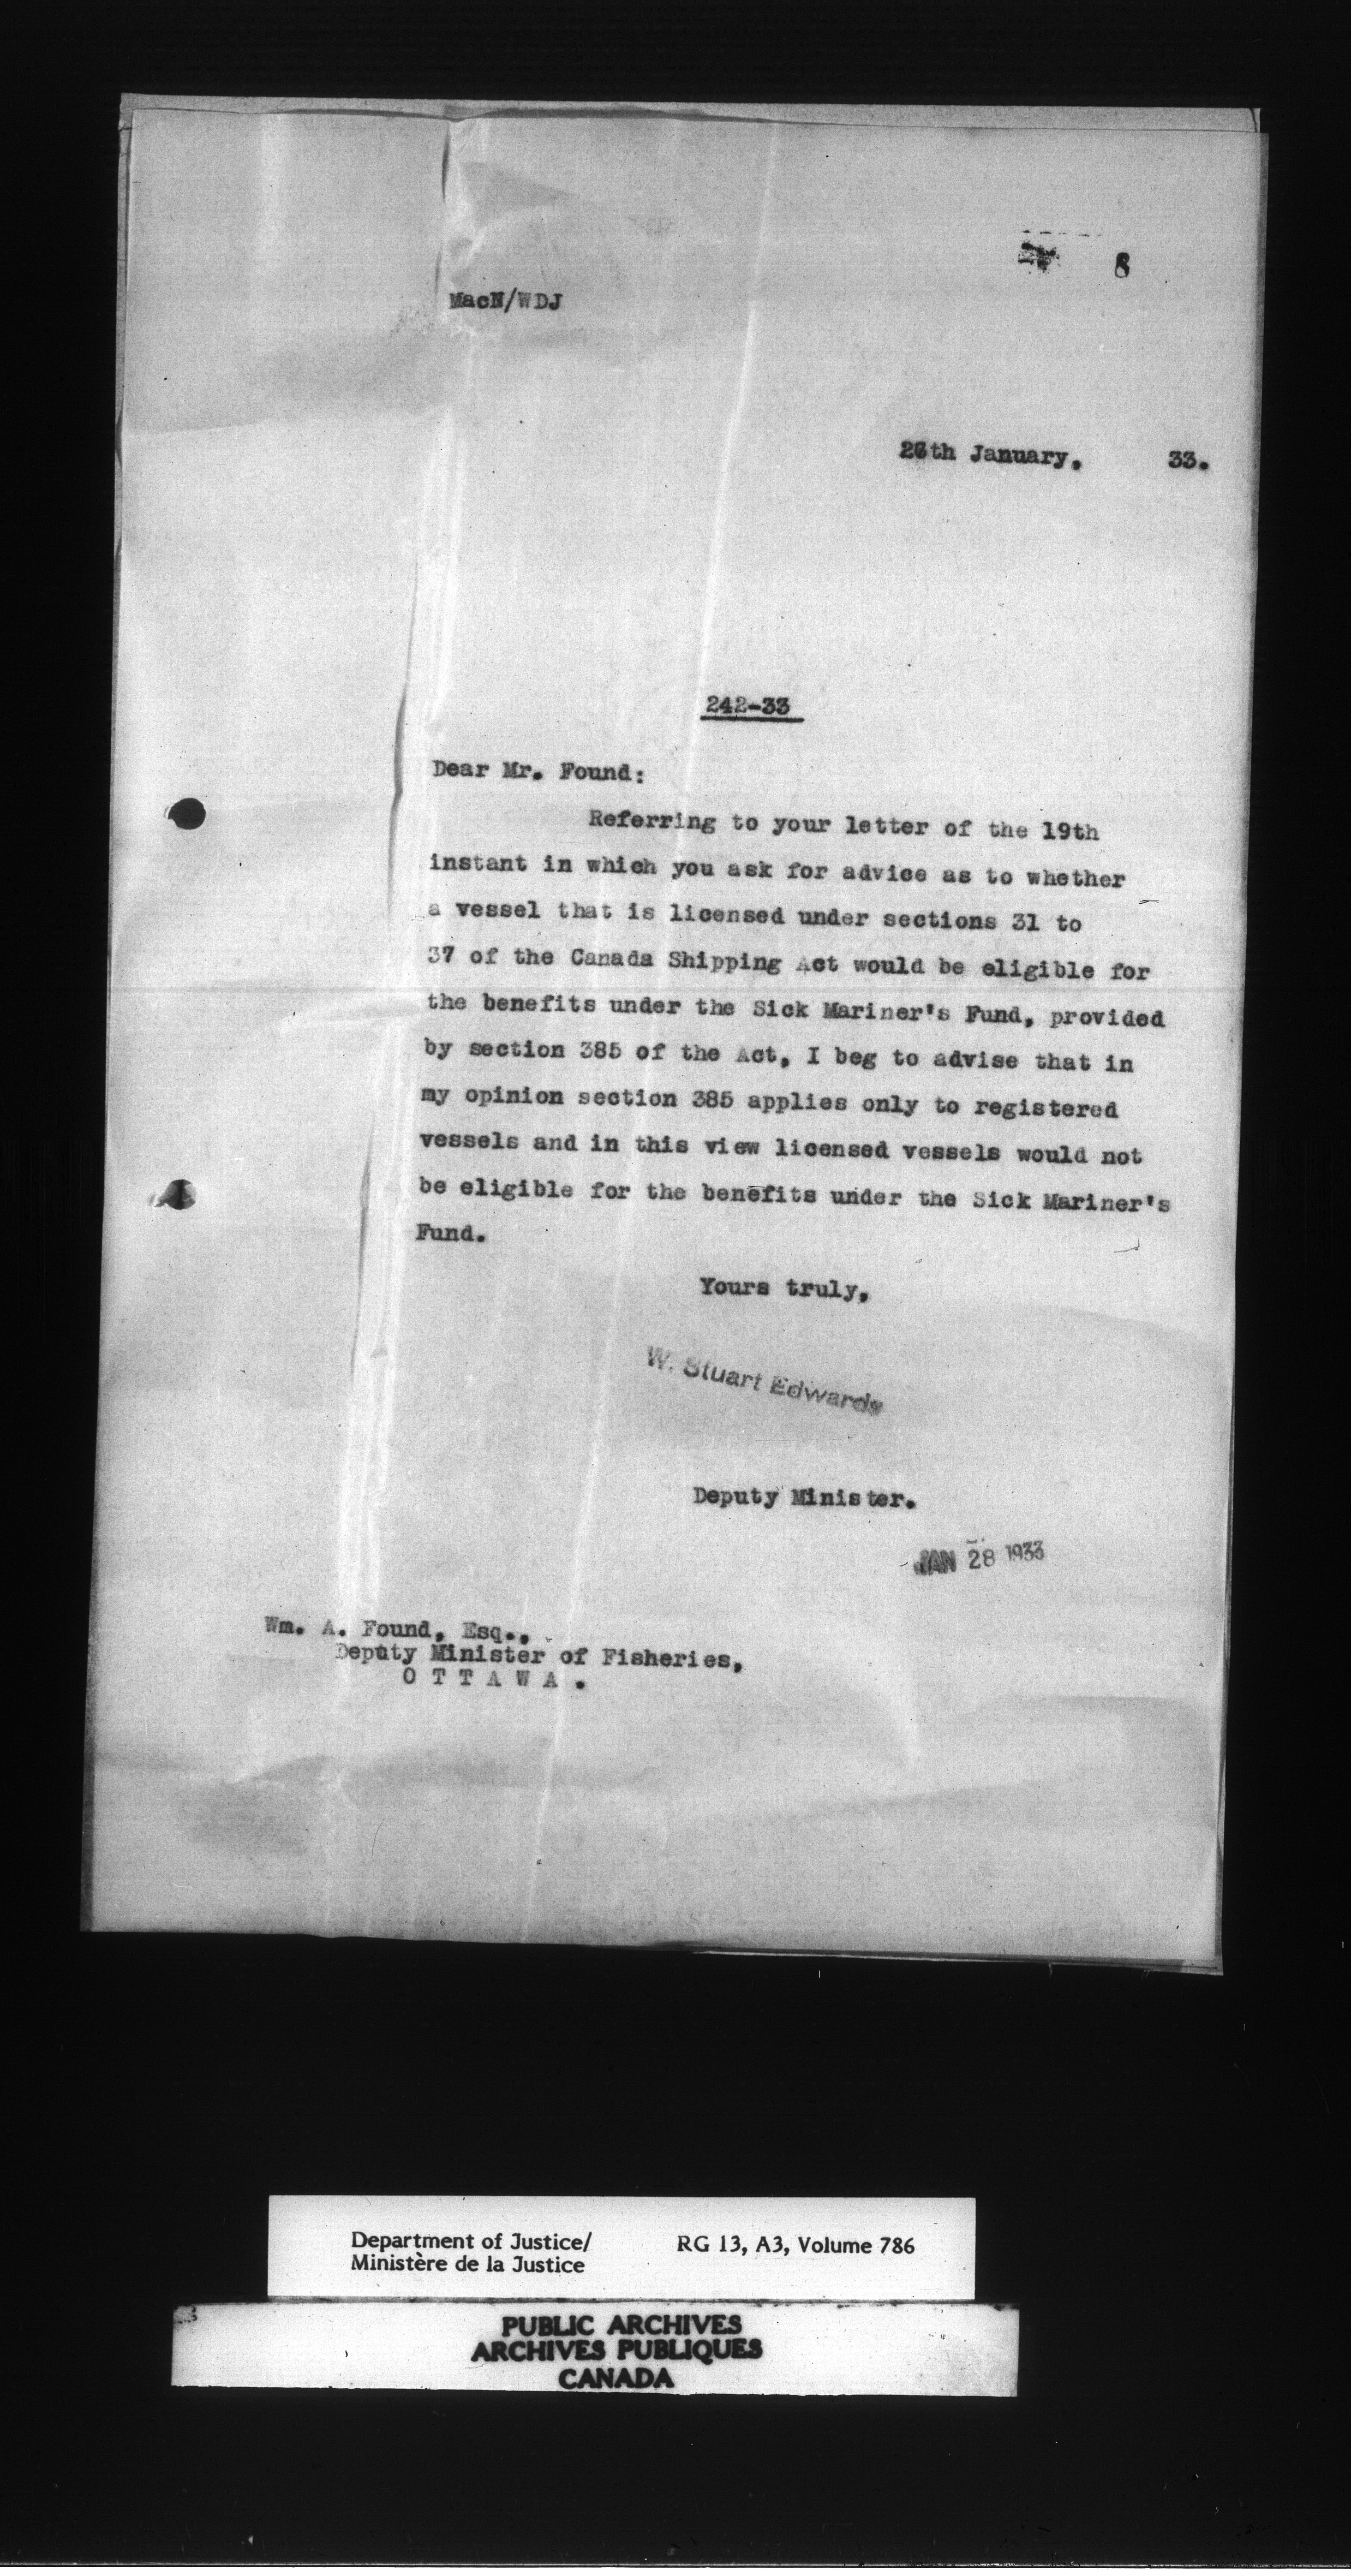 8
MacN/WDJ
26th January, 33.
242-33
Dear Mr. Found:
Referring to your letter of the 19th
instant in which you ask for advice as to whether
a vessel that is licensed under sections 31 to
37 of the Canada Shipping Act would be eligible for
the benefits under the Sick Mariner's Fund, provided
by section 385 of the Act, I beg to advise that in
my opinion section 385 applies only to registered
vessels and in this view licensed vessels would not
be eligible for the benefits under the Sick Mariner's
Fund.
Yours truly,
W. Stuart Edwards
Deputy Minister.
JAN 28 1933
Wm. A. Found, Esq.,
Deputy Minister of Fisheries,
O T T A W A .
Department of Justice/ RG 13, A3, Volume 786
Ministère de la Justice
PUBLIC ARCHIVES
ARCHIVES PUBLIQUES
CANADA